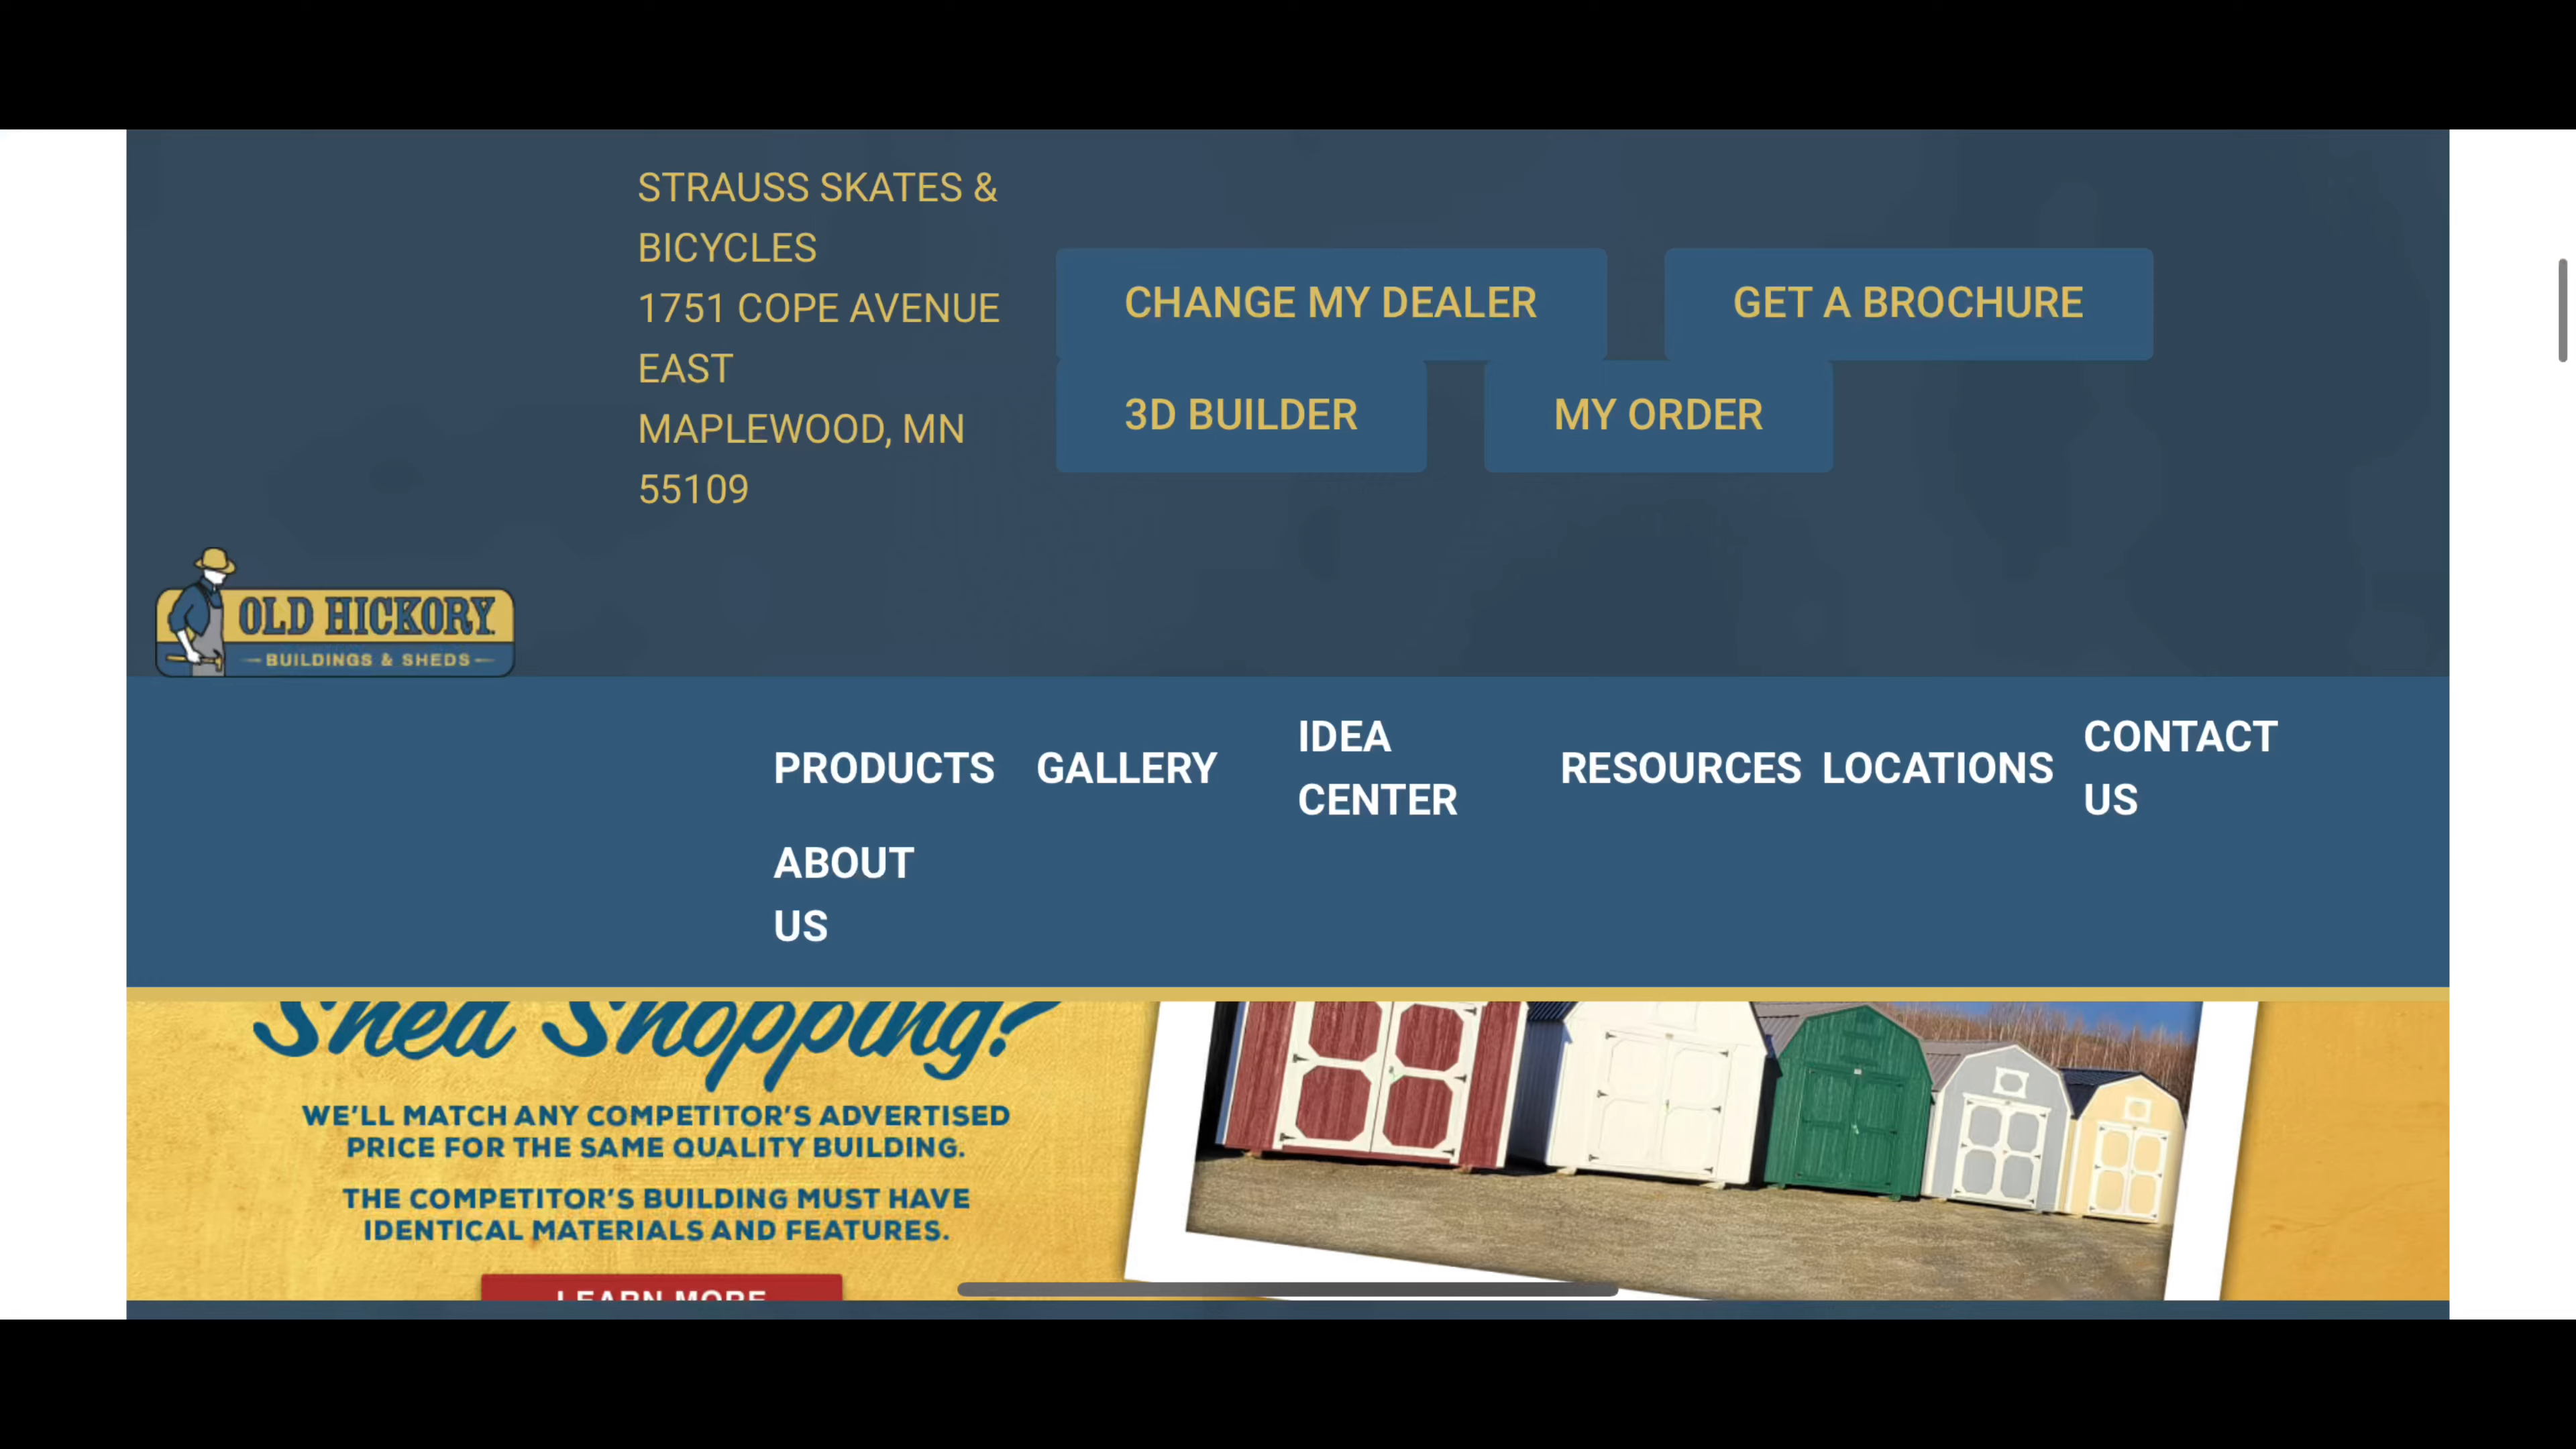 STRAUSS SKATES &
BICYCLES
1751 COPE AVENUE
EAST
MAPLEWOOD, MN
55109
CHANGE MY DEALER
GET A BROCHURE
3D BUILDER
MY ORDER
OLD HICKORY
BUILDINGS & SHEDS
PRODUCTS
GALLERY
IDEA
CENTER
RESOURCES
LOCATIONS
CONTACT
US
ABOUT
US
Shed Shopping?
WE'LL MATCH ANY COMPETITOR'S ADVERTISED
PRICE FOR THE SAME QUALITY BUILDING.
THE COMPETITOR'S BUILDING MUST HAVE
IDENTICAL MATERIALS AND FEATURES.
LEARN MORE